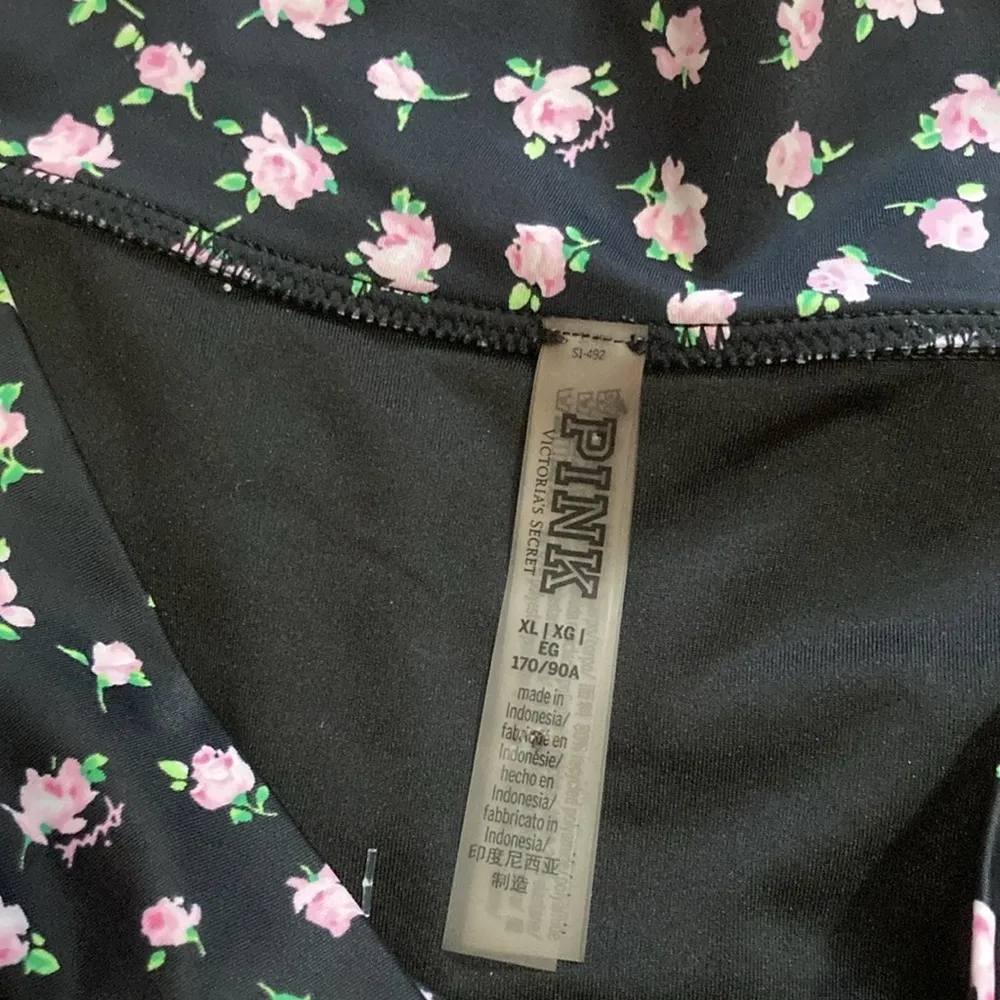 S1-492
PINK
VICTORIA'S SECRET
XL | XG |
EG
170/90A
made in
Indonesia/
fabriqué en
Indonésie/
hecho en
Indonesia/
fabbricato in
Indonesia/
印度尼西亚
制造